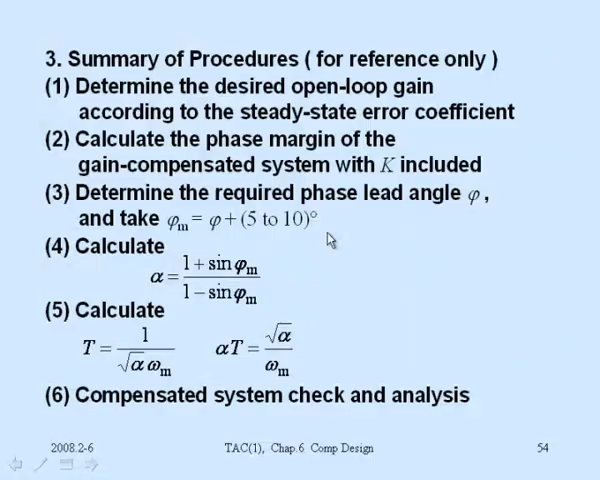 3. Summary of Procedures ( for reference only )
(1) Determine the desired open-loop gain
according to the steady-state error coefficient
(2) Calculate the phase margin of the
gain-compensated system with K included
(3) Determine the required phase lead angle φ ,
and take φm = φ + (5 to 10)°
(4) Calculate
α = (1 + sin φm) / (1 − sin φm)
(5) Calculate
T = 1 / (√α ωm)    αT = √α / ωm
(6) Compensated system check and analysis
2008.2-6    TAC(1), Chap.6 Comp Design    54